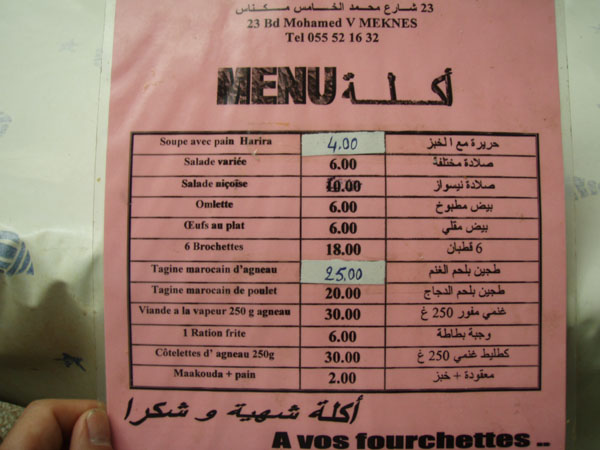 23 شارع محمد الخامس مكناس
23 Bd Mohamed V MEKNES
Tel 055 52 16 32
MENU أكلة
Soupe avec pain Harira 4.00 حريرة مع الخبز
Salade variée 6.00 صلادة مختلفة
Salade niçoise 10.00 صلادة نيسواز
Omlette 6.00 بيض مطبوخ
Œufs au plat 6.00 بيض مقلي
6 Brochettes 18.00 6 قطبان
Tagine marocain d'agneau 25.00 طجين بلحم الغنم
Tagine marocain de poulet 20.00 طجين بلحم الدجاج
Viande a la vapeur 250 g agneau 30.00 غنمي مفور 250 غ
1 Ration frite 6.00 وجبة بطاطة
Côtelettes d' agneau 250g 30.00 كطليط غنمي 250 غ
Maakouda + pain 2.00 معقودة + خبز
أكلة شهية و شكرا
A vos fourchettes ..